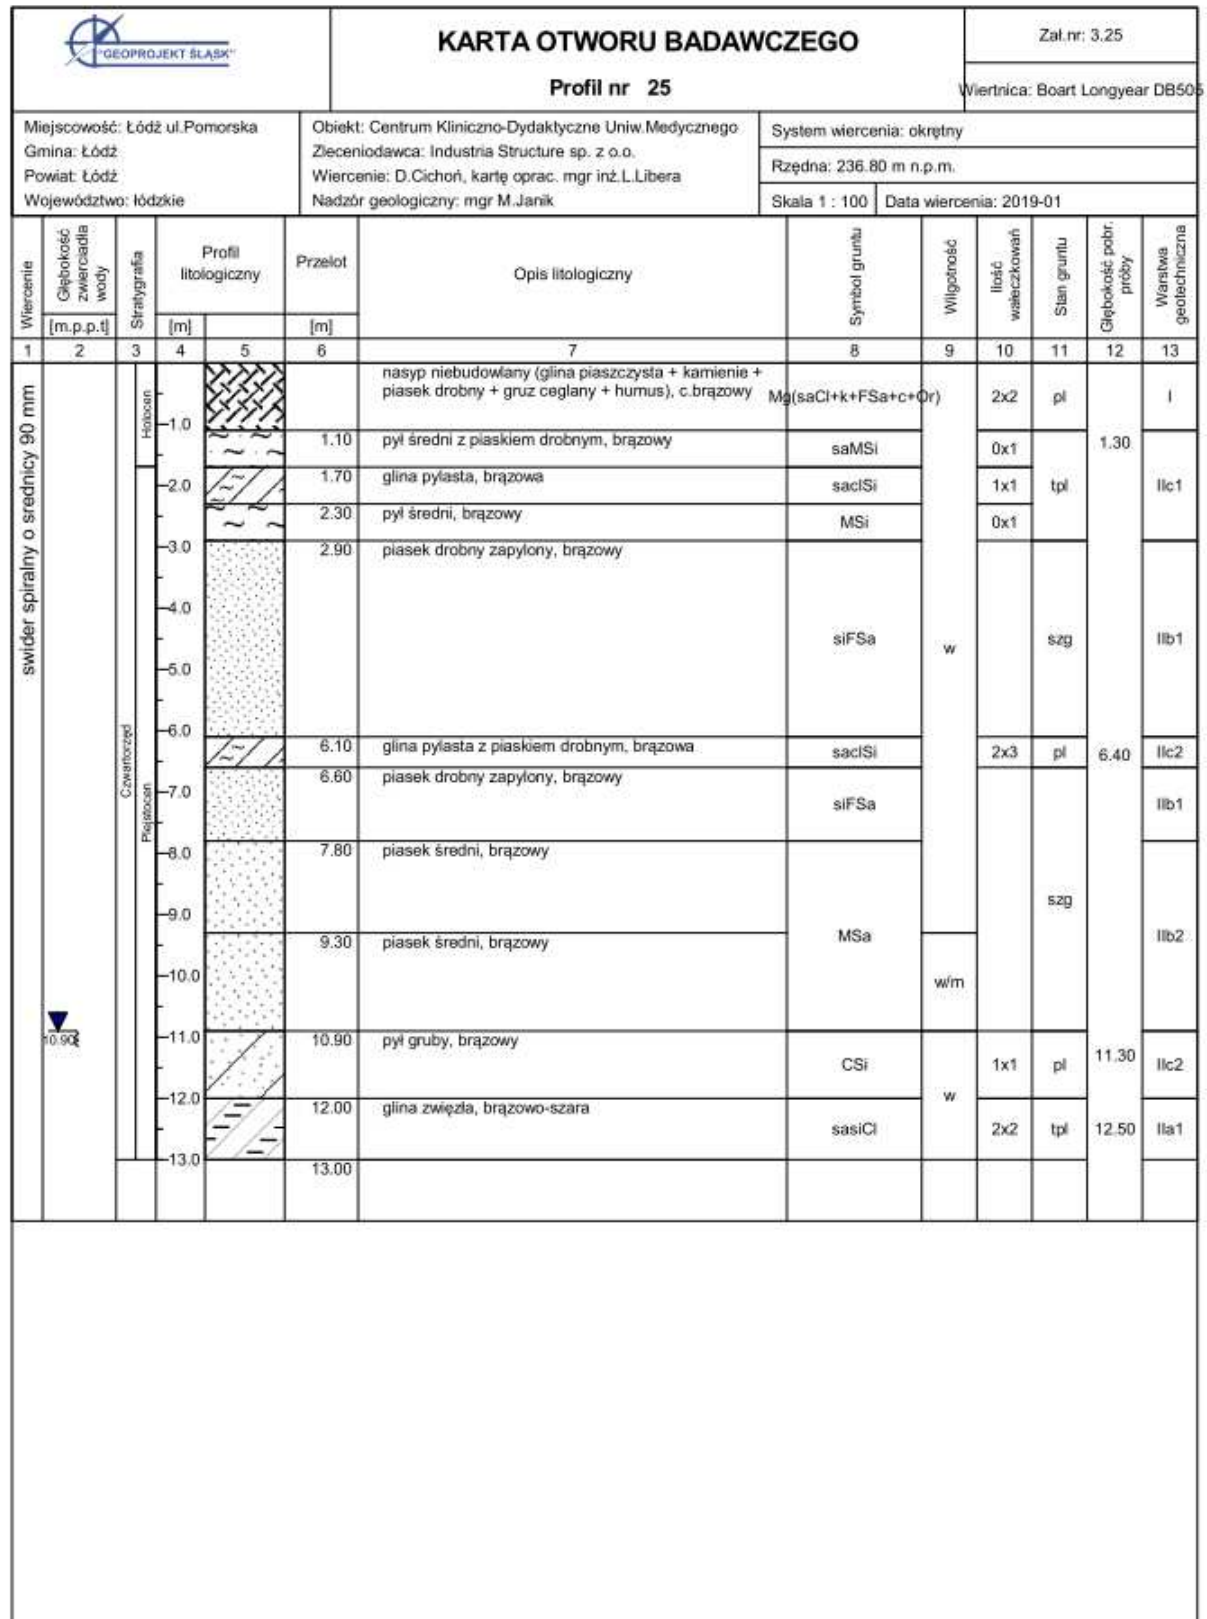 "GEOPROJEKT ŚLĄSK"
KARTA OTWORU BADAWCZEGO
Profil nr 25
Zał.nr: 3.25
Wiertnica: Boart Longyear DB505
Miejscowość: Łódź ul.Pomorska
Gmina: Łódź
Powiat: Łódź
Województwo: łódzkie
Obiekt: Centrum Kliniczno-Dydaktyczne Uniw.Medycznego
Zleceniodawca: Industria Structure sp. z o.o.
Wiercenie: D.Cichoń, kartę oprac. mgr inż.L.Libera
Nadzór geologiczny: mgr M.Janik
System wiercenia: okrętny
Rzędna: 236.80 m n.p.m.
Skala 1 : 100 Data wiercenia: 2019-01
Wiercenie
Głębokość zwierciadła wody
[m.p.p.t]
Stratygrafia
Profil litologiczny
[m]
Przelot
[m]
Opis litologiczny
Symbol gruntu
Wilgotność
Ilość wałeczkowań
Stan gruntu
Głębokość pobr. próby
Warstwa geotechniczna
1 2 3 4 5 6 7 8 9 10 11 12 13
swider spiralny o srednicy 90 mm
Holocen
Czwartorzęd
Plejstocen
nasyp niebudowlany (glina piaszczysta + kamienie +
piasek drobny + gruz ceglany + humus), c.brązowy Mg(saCl+k+FSa+c+Or) 2x2 pl I
-1.0
1.10 pył średni z piaskiem drobnym, brązowy saMSi 0x1 1.30
1.70 glina pylasta, brązowa saclSi 1x1 tpl IIc1
-2.0
2.30 pył średni, brązowy MSi 0x1
-3.0
2.90 piasek drobny zapylony, brązowy
-4.0
siFSa w szg IIb1
-5.0
-6.0
6.10 glina pylasta z piaskiem drobnym, brązowa saclSi 2x3 pl 6.40 IIc2
6.60 piasek drobny zapylony, brązowy
-7.0
siFSa IIb1
7.80 piasek średni, brązowy
-8.0
szg
-9.0
MSa IIb2
9.30 piasek średni, brązowy
-10.0
w/m
10.90
-11.0
10.90 pył gruby, brązowy
CSi 1x1 pl 11.30 IIc2
w
-12.0
12.00 glina zwięzła, brązowo-szara
sasiCl 2x2 tpl 12.50 IIa1
-13.0
13.00